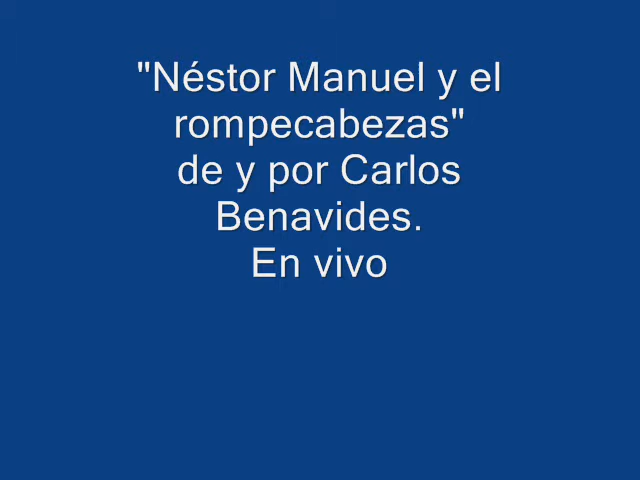 "Néstor Manuel y el
rompecabezas"
de y por Carlos
Benavides.
En vivo